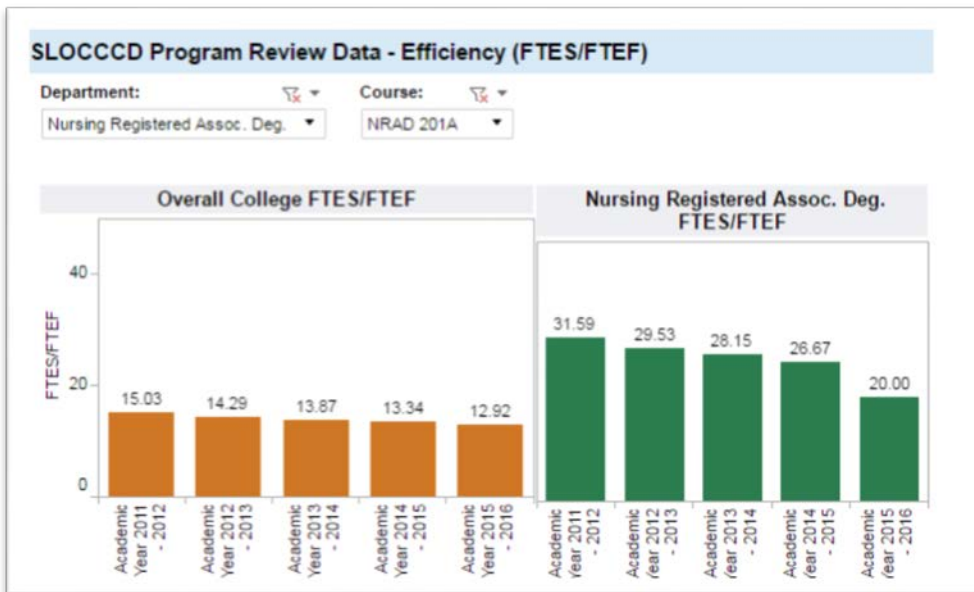 SLOCCCD Program Review Data - Efficiency (FTES/FTEF)
Department:
Course:
Nursing Registered Assoc. Deg.
NRAD 201A
Overall College FTES/FTEF
Nursing Registered Assoc. Deg.
FTES/FTEF
FTES/FTEF
40
20
0
15.03
14.29
13.87
13.34
12.92
31.59
29.53
28.15
26.67
20.00
Academic
Year 2011
- 2012
Academic
Year 2012
- 2013
Academic
Year 2013
- 2014
Academic
Year 2014
- 2015
Academic
Year 2015
- 2016
Academic
Year 2011
- 2012
Academic
Year 2012
- 2013
Academic
Year 2013
- 2014
Academic
Year 2014
- 2015
Academic
Year 2015
- 2016